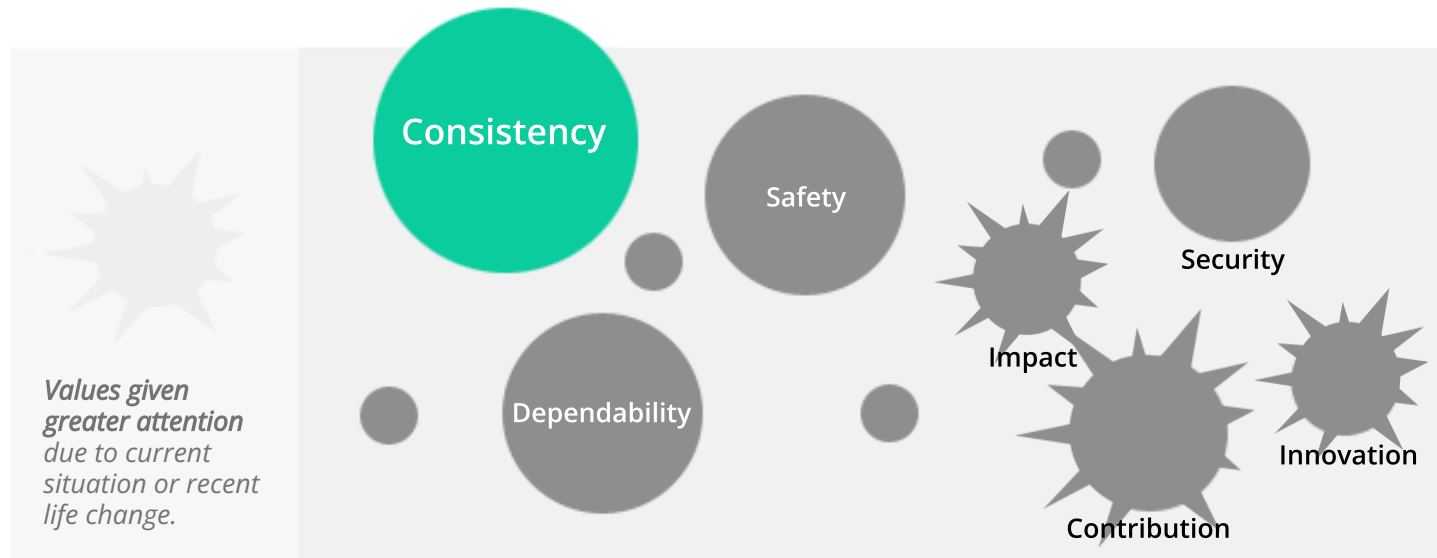 Consistency
Safety
Security
Impact
Dependability
Innovation
Contribution
Values given
greater attention
due to current
situation or recent
life change.